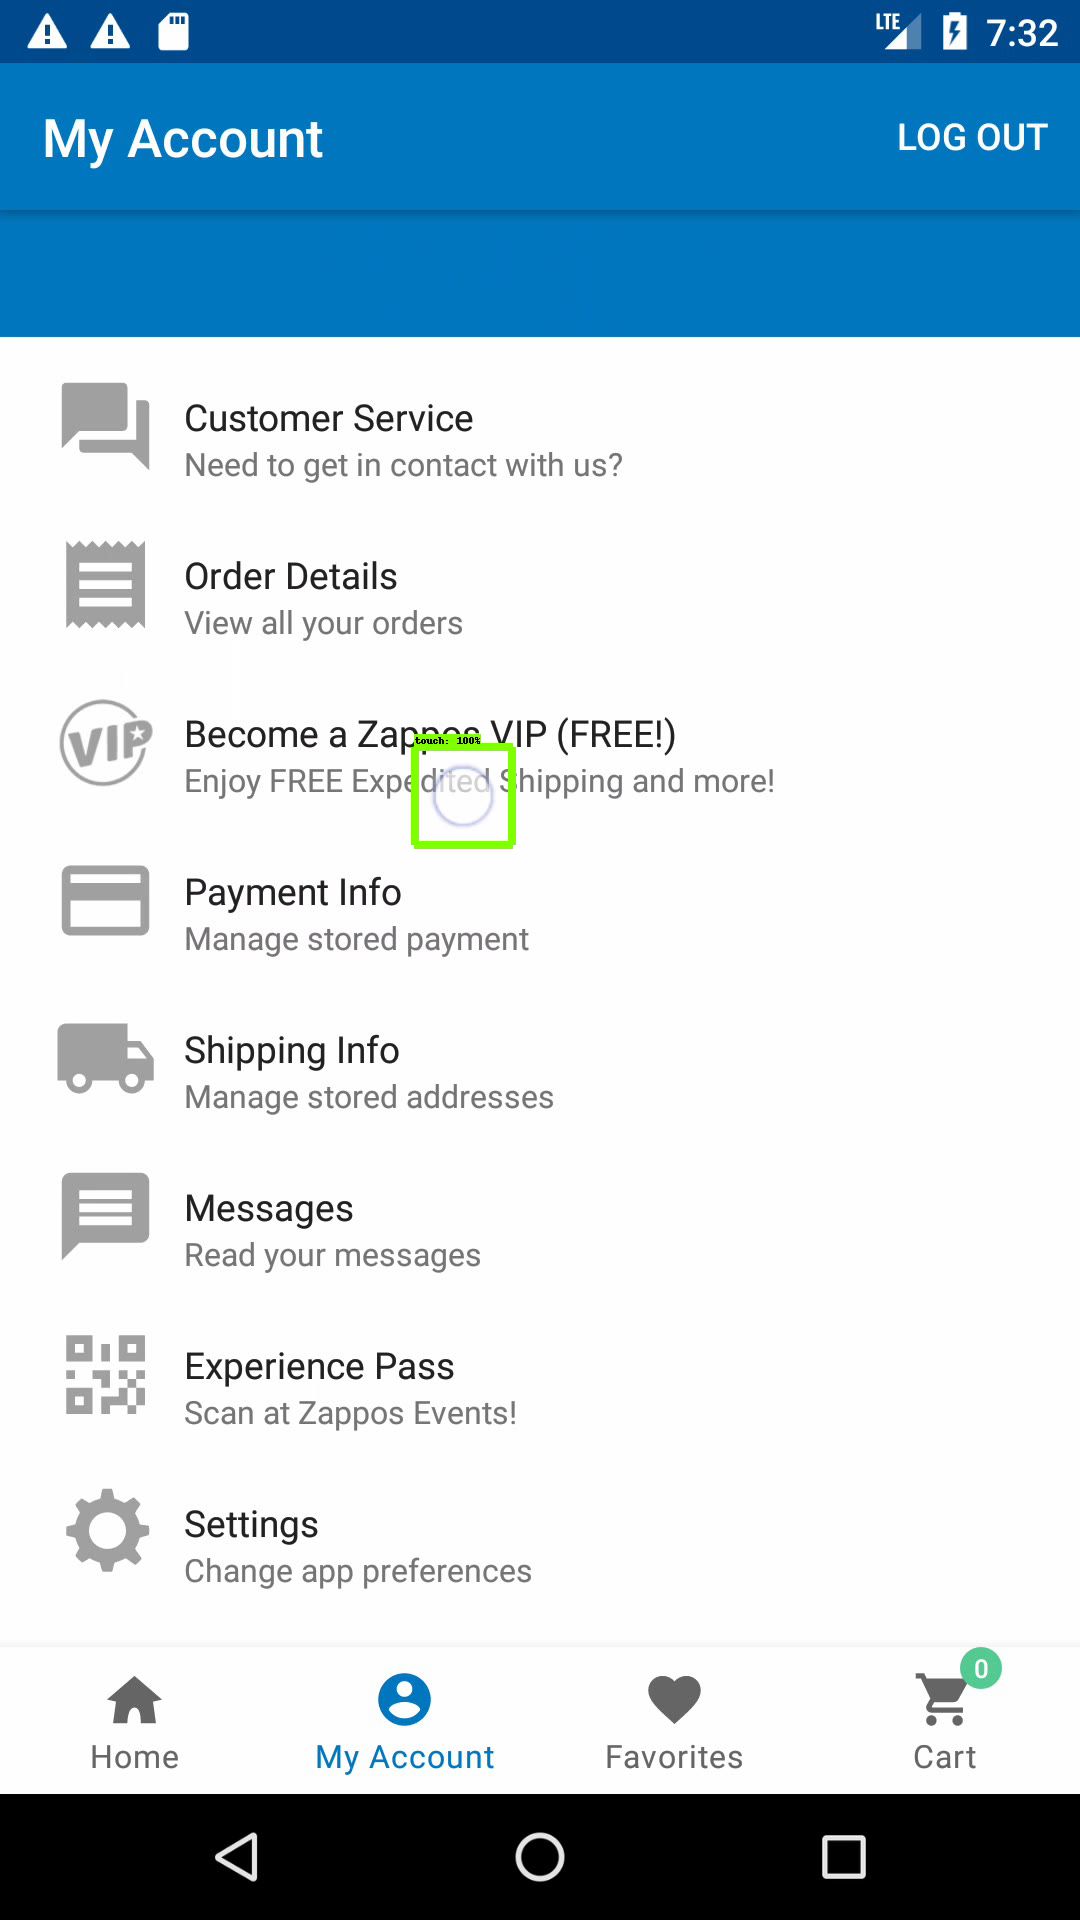 LTE 7:32
My Account LOG OUT
Customer Service
Need to get in contact with us?
Order Details
View all your orders
VIP
Become a Zappos VIP (FREE!)
touch: 100%
Enjoy FREE Expedited Shipping and more!
Payment Info
Manage stored payment
Shipping Info
Manage stored addresses
Messages
Read your messages
Experience Pass
Scan at Zappos Events!
Settings
Change app preferences
0
Home My Account Favorites Cart